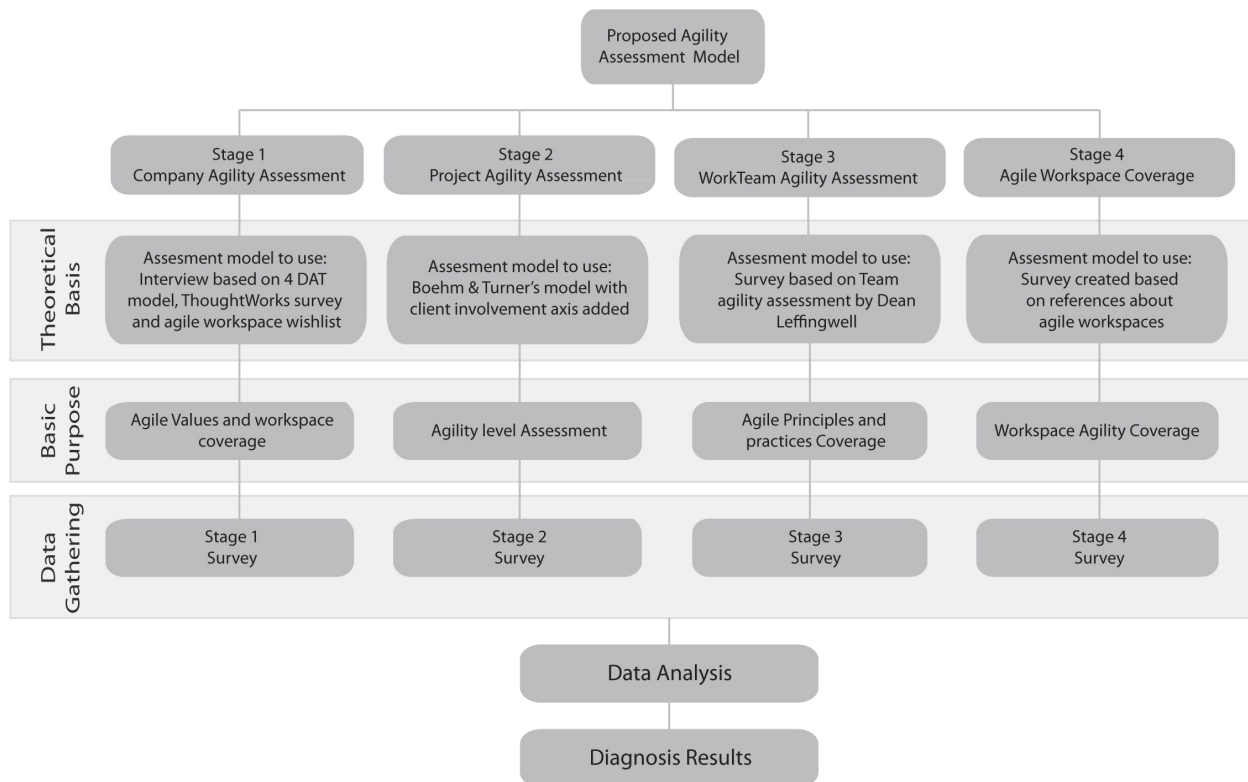 Proposed Agility
Assessment Model
Stage 1
Company Agility Assessment
Stage 2
Project Agility Assessment
Stage 3
WorkTeam Agility Assessment
Stage 4
Agile Workspace Coverage
Theoretical
Basis
Assesment model to use:
Interview based on 4 DAT
model, ThoughtWorks survey
and agile workspace wishlist
Assesment model to use:
Boehm & Turner's model with
client involvement axis added
Assesment model to use:
Survey based on Team
agility assessment by Dean
Leffingwell
Assesment model to use:
Survey created based
on references about
agile workspaces
Basic
Purpose
Agile Values and workspace
coverage
Agility level Assessment
Agile Principles and
practices Coverage
Workspace Agility Coverage
Data
Gathering
Stage 1
Survey
Stage 2
Survey
Stage 3
Survey
Stage 4
Survey
Data Analysis
Diagnosis Results